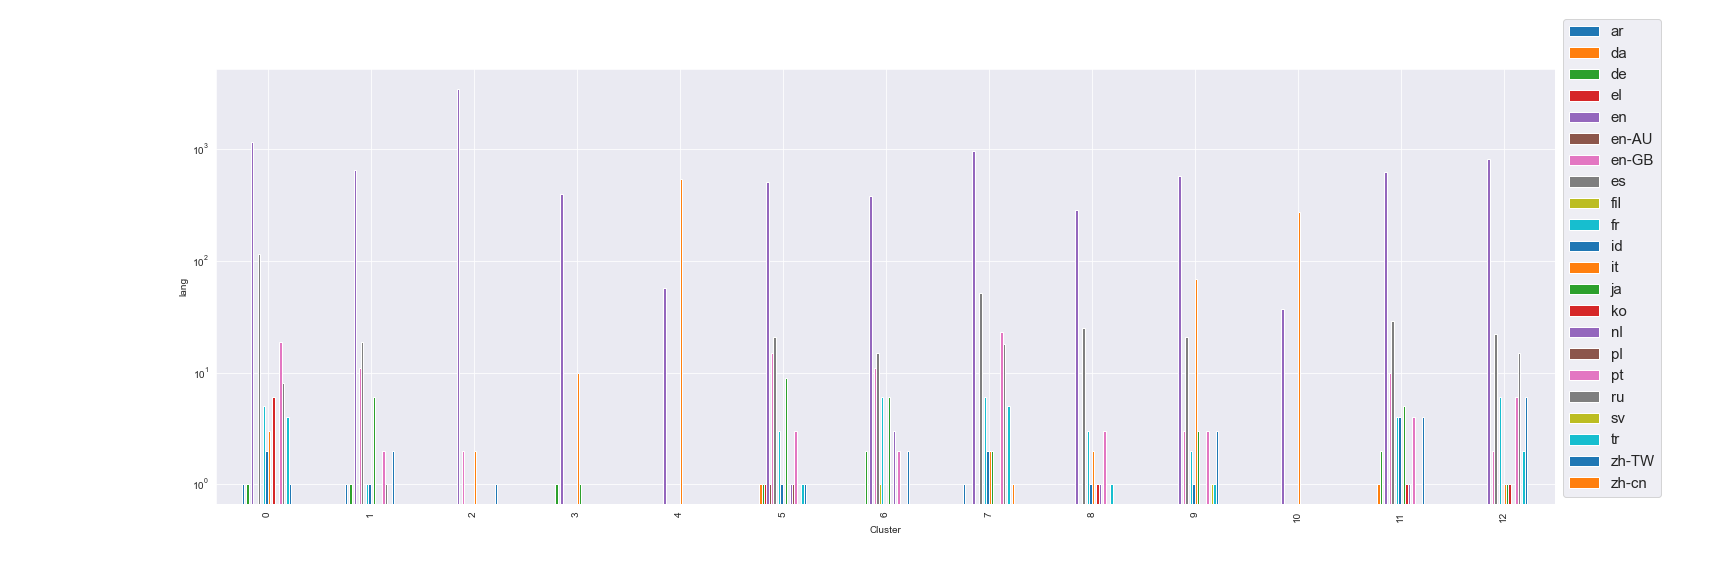 lang
10³
10²
10¹
10⁰
0 1 2 3 4 5 6 7 8 9 10 11 12
Cluster
ar
da
de
el
en
en-AU
en-GB
es
fil
fr
id
it
ja
ko
nl
pl
pt
ru
sv
tr
zh-TW
zh-cn